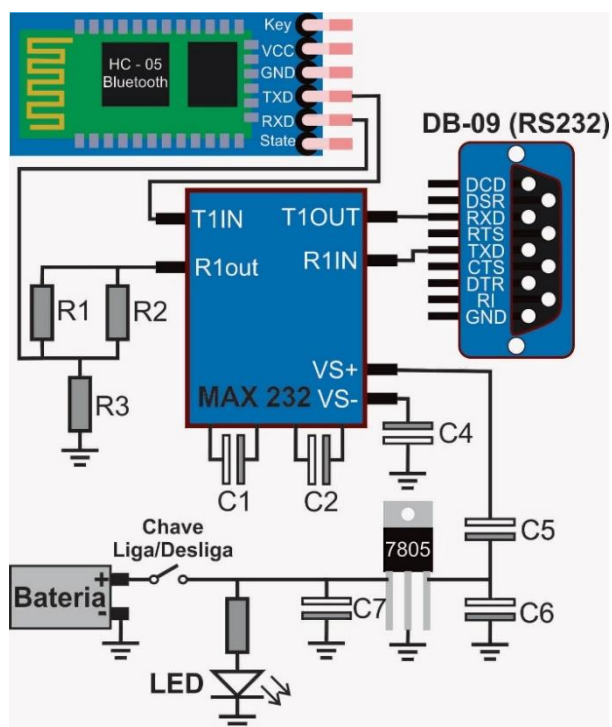 Key
VCC
GND
TXD
RXD
State
HC - 05
Bluetooth
DB-09 (RS232)
DCD
DSR
RXD
RTS
TXD
CTS
DTR
RI
GND
T1IN
T1OUT
R1out
R1IN
VS+
MAX 232
VS-
R1
R2
R3
C1
C2
C4
C5
C6
C7
7805
Chave
Liga/Desliga
Bateria
+
-
LED